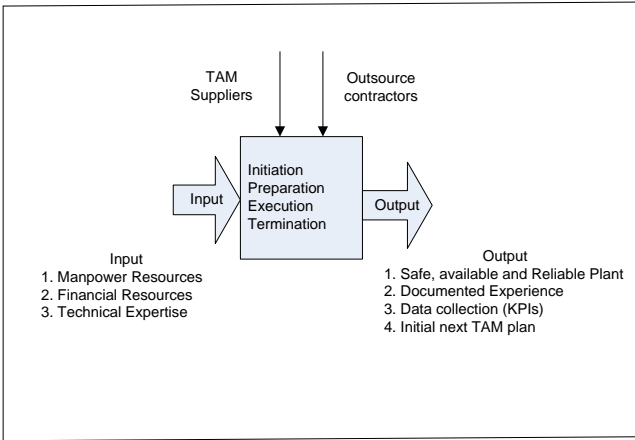 TAM
Suppliers
Outsource
contractors
Initiation
Preparation
Execution
Termination
Input
Output
Input
1. Manpower Resources
2. Financial Resources
3. Technical Expertise
Output
1. Safe, available and Reliable Plant
2. Documented Experience
3. Data collection (KPIs)
4. Initial next TAM plan